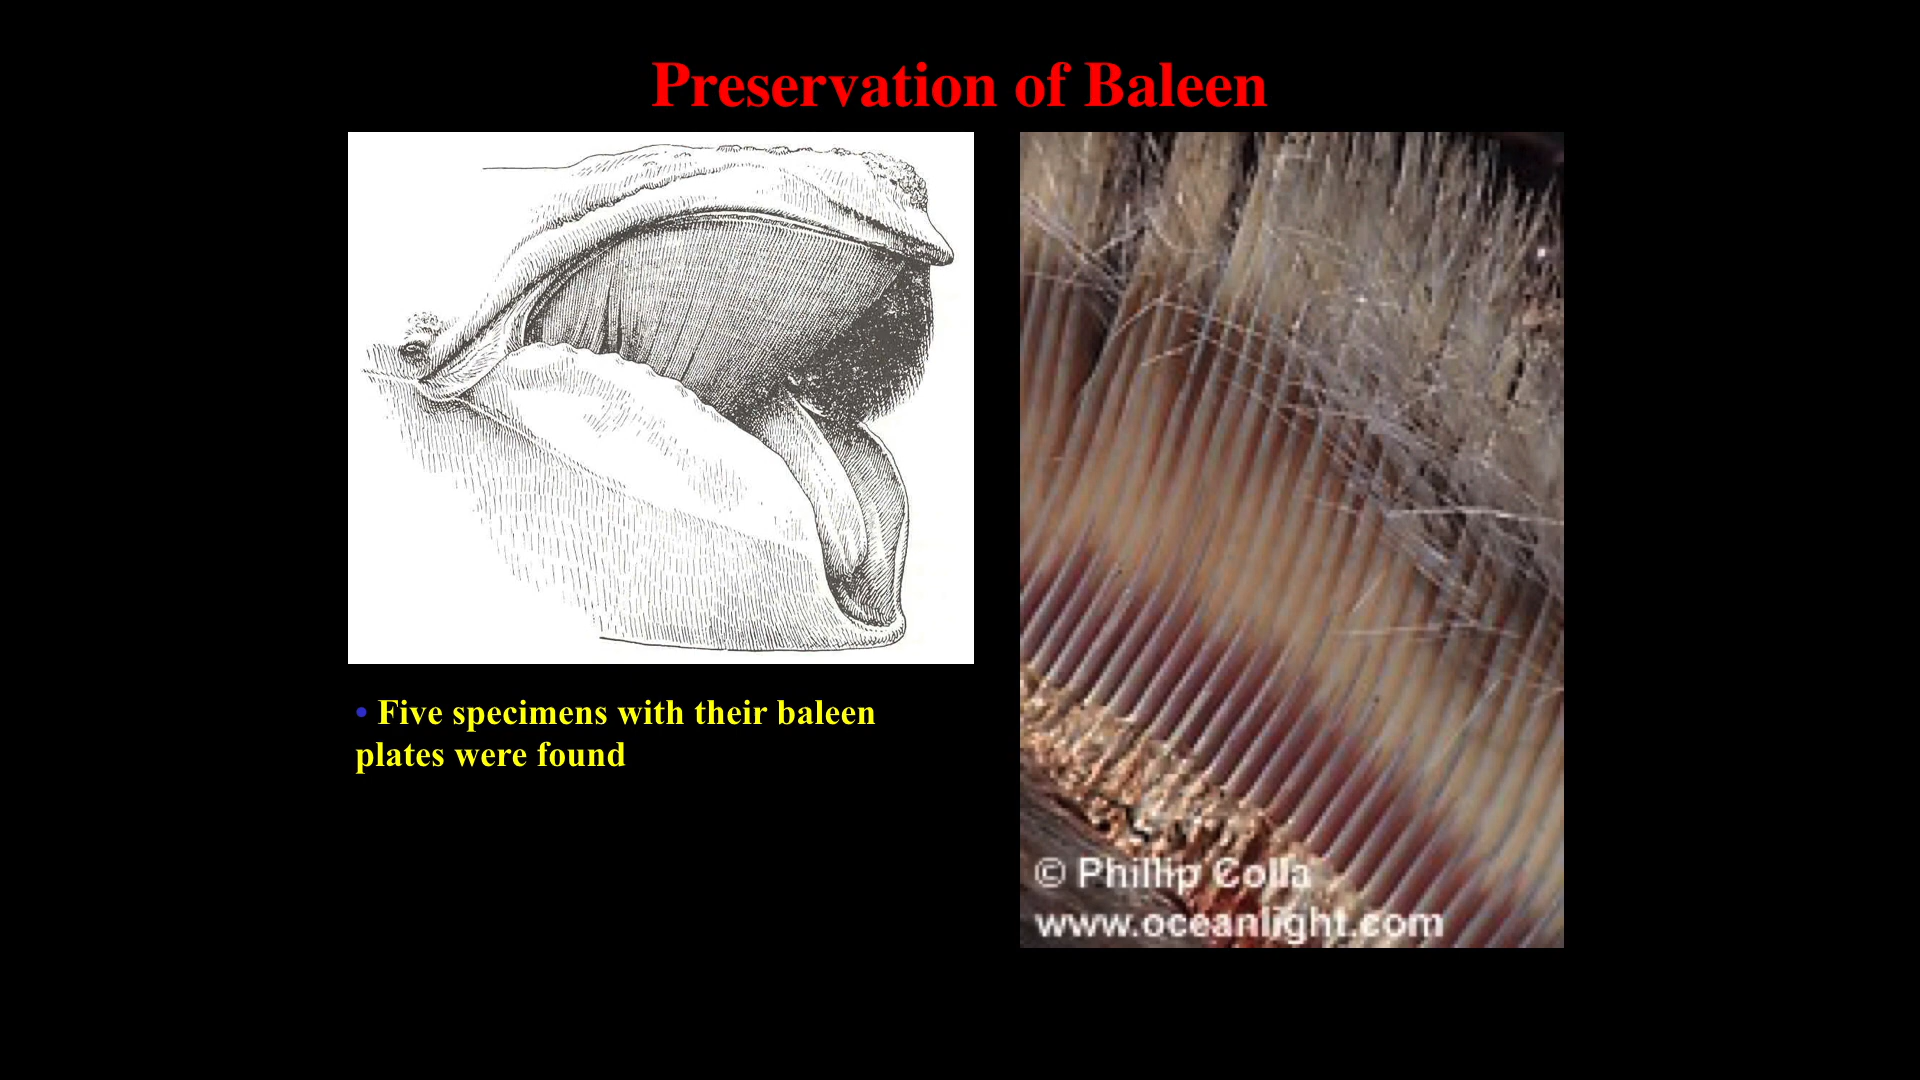 Preservation of Baleen
• Five specimens with their baleen
plates were found
© Phillip Colla
www.oceanlight.com